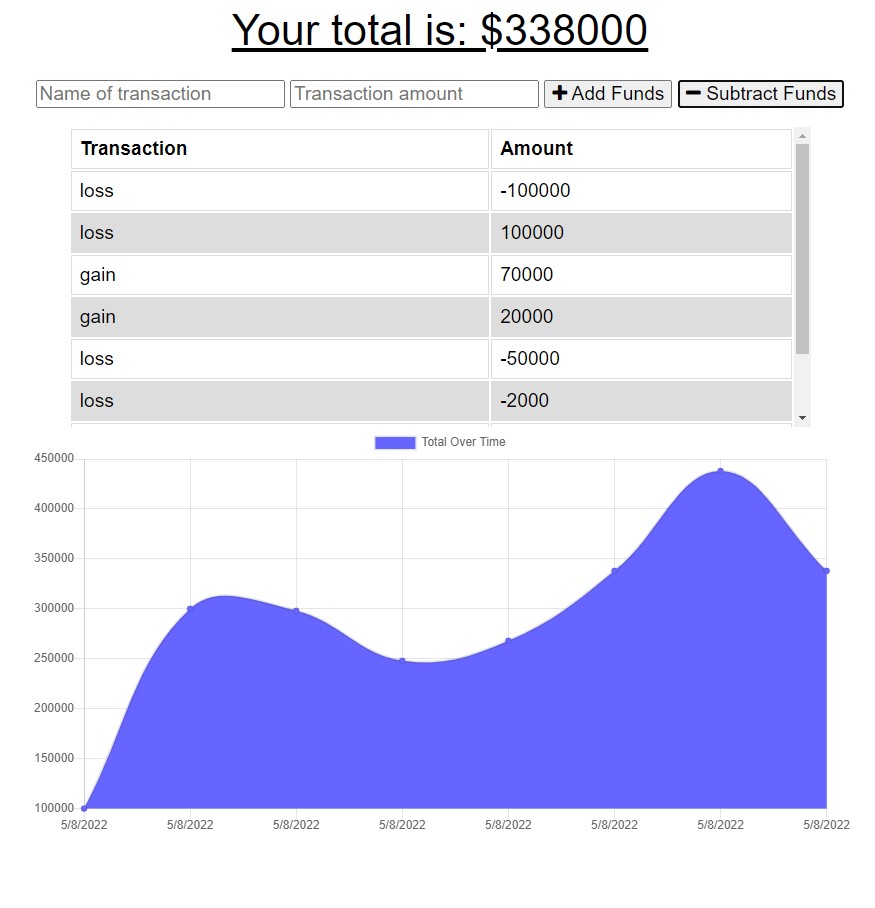 Your total is: $338000
Name of transaction Transaction amount Add Funds Subtract Funds
Transaction Amount
loss -100000
loss 100000
gain 70000
gain 20000
loss -50000
loss -2000
Total Over Time
450000
400000
350000
300000
250000
200000
150000
100000
5/8/2022 5/8/2022 5/8/2022 5/8/2022 5/8/2022 5/8/2022 5/8/2022 5/8/2022